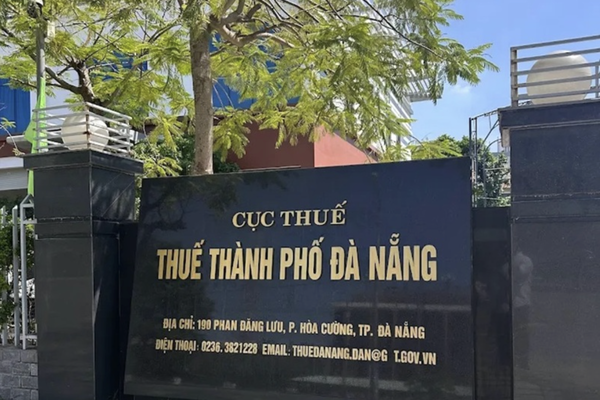 CỤC THUẾ
THUẾ THÀNH PHỐ ĐÀ NẴNG
ĐỊA CHỈ: 190 PHAN ĐĂNG LƯU, P. HÒA CƯỜNG, TP. ĐÀ NẴNG
ĐIỆN THOẠI: 0236. 3821228 EMAIL: THUEDANANG.DAN@G T.GOV.VN